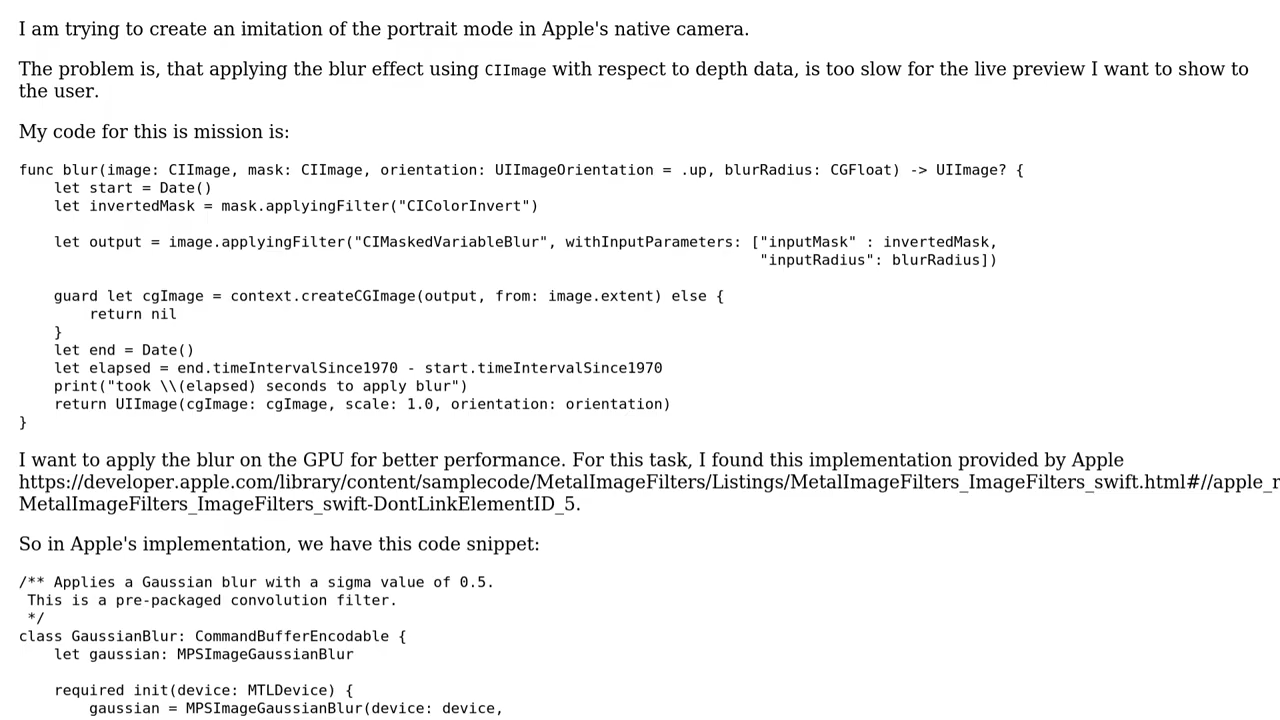 I am trying to create an imitation of the portrait mode in Apple's native camera.
The problem is, that applying the blur effect using CIImage with respect to depth data, is too slow for the live preview I want to show to
the user.
My code for this is mission is:
func blur(image: CIImage, mask: CIImage, orientation: UIImageOrientation = .up, blurRadius: CGFloat) -> UIImage? {
    let start = Date()
    let invertedMask = mask.applyingFilter("CIColorInvert")
    let output = image.applyingFilter("CIMaskedVariableBlur", withInputParameters: ["inputMask" : invertedMask,
                                                                                    "inputRadius": blurRadius])
    guard let cgImage = context.createCGImage(output, from: image.extent) else {
        return nil
    }
    let end = Date()
    let elapsed = end.timeIntervalSince1970 - start.timeIntervalSince1970
    print("took \\(elapsed) seconds to apply blur")
    return UIImage(cgImage: cgImage, scale: 1.0, orientation: orientation)
}
I want to apply the blur on the GPU for better performance. For this task, I found this implementation provided by Apple
https://developer.apple.com/library/content/samplecode/MetalImageFilters/Listings/MetalImageFilters_ImageFilters_swift.html#//apple_r
MetalImageFilters_ImageFilters_swift-DontLinkElementID_5.
So in Apple's implementation, we have this code snippet:
/** Applies a Gaussian blur with a sigma value of 0.5.
 This is a pre-packaged convolution filter.
 */
class GaussianBlur: CommandBufferEncodable {
    let gaussian: MPSImageGaussianBlur
    required init(device: MTLDevice) {
        gaussian = MPSImageGaussianBlur(device: device,